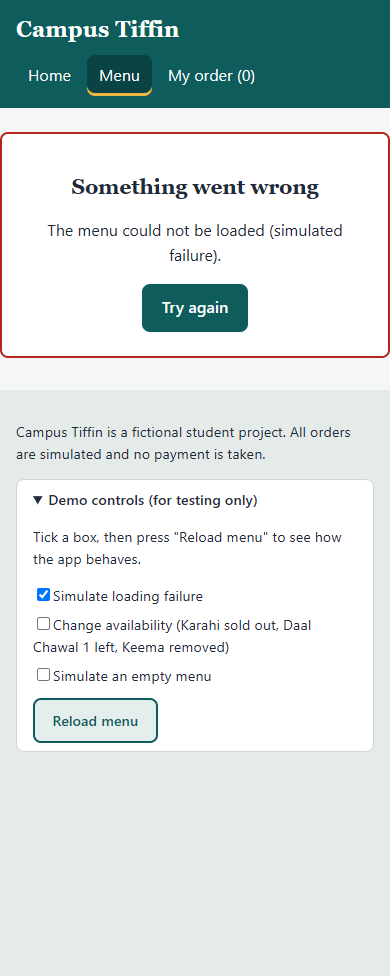 Campus Tiffin
Home Menu My order (0)
Something went wrong
The menu could not be loaded (simulated
failure).
Try again
Campus Tiffin is a fictional student project. All orders
are simulated and no payment is taken.
▼ Demo controls (for testing only)
Tick a box, then press "Reload menu" to see how
the app behaves.
Simulate loading failure
Change availability (Karahi sold out, Daal
Chawal 1 left, Keema removed)
Simulate an empty menu
Reload menu